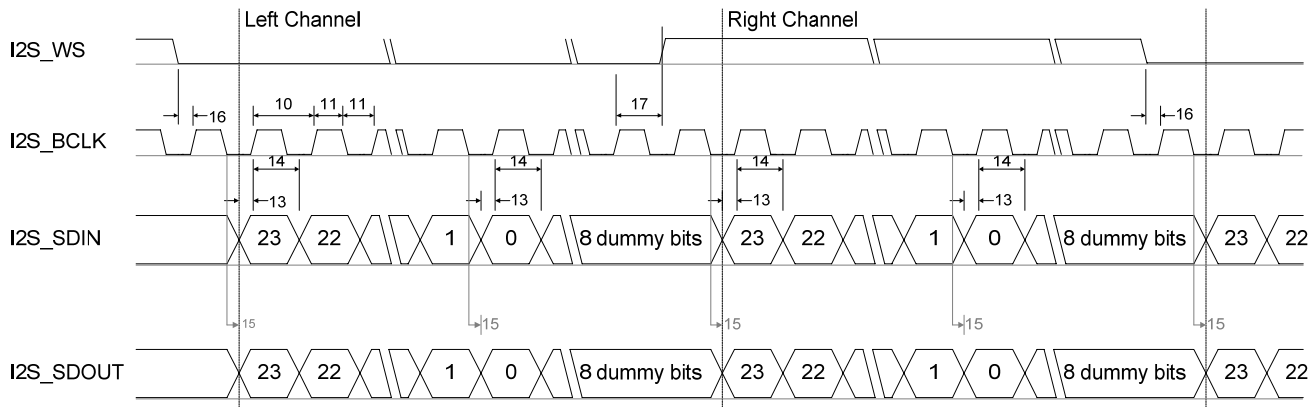 Left Channel Right Channel
I2S_WS
16 10 11 11 17 16
I2S_BCLK
14 14 14 14
13 13 13 13
I2S_SDIN 23 22 1 0 8 dummy bits 23 22 1 0 8 dummy bits 23 22
15 15 15 15 15
I2S_SDOUT 23 22 1 0 8 dummy bits 23 22 1 0 8 dummy bits 23 22